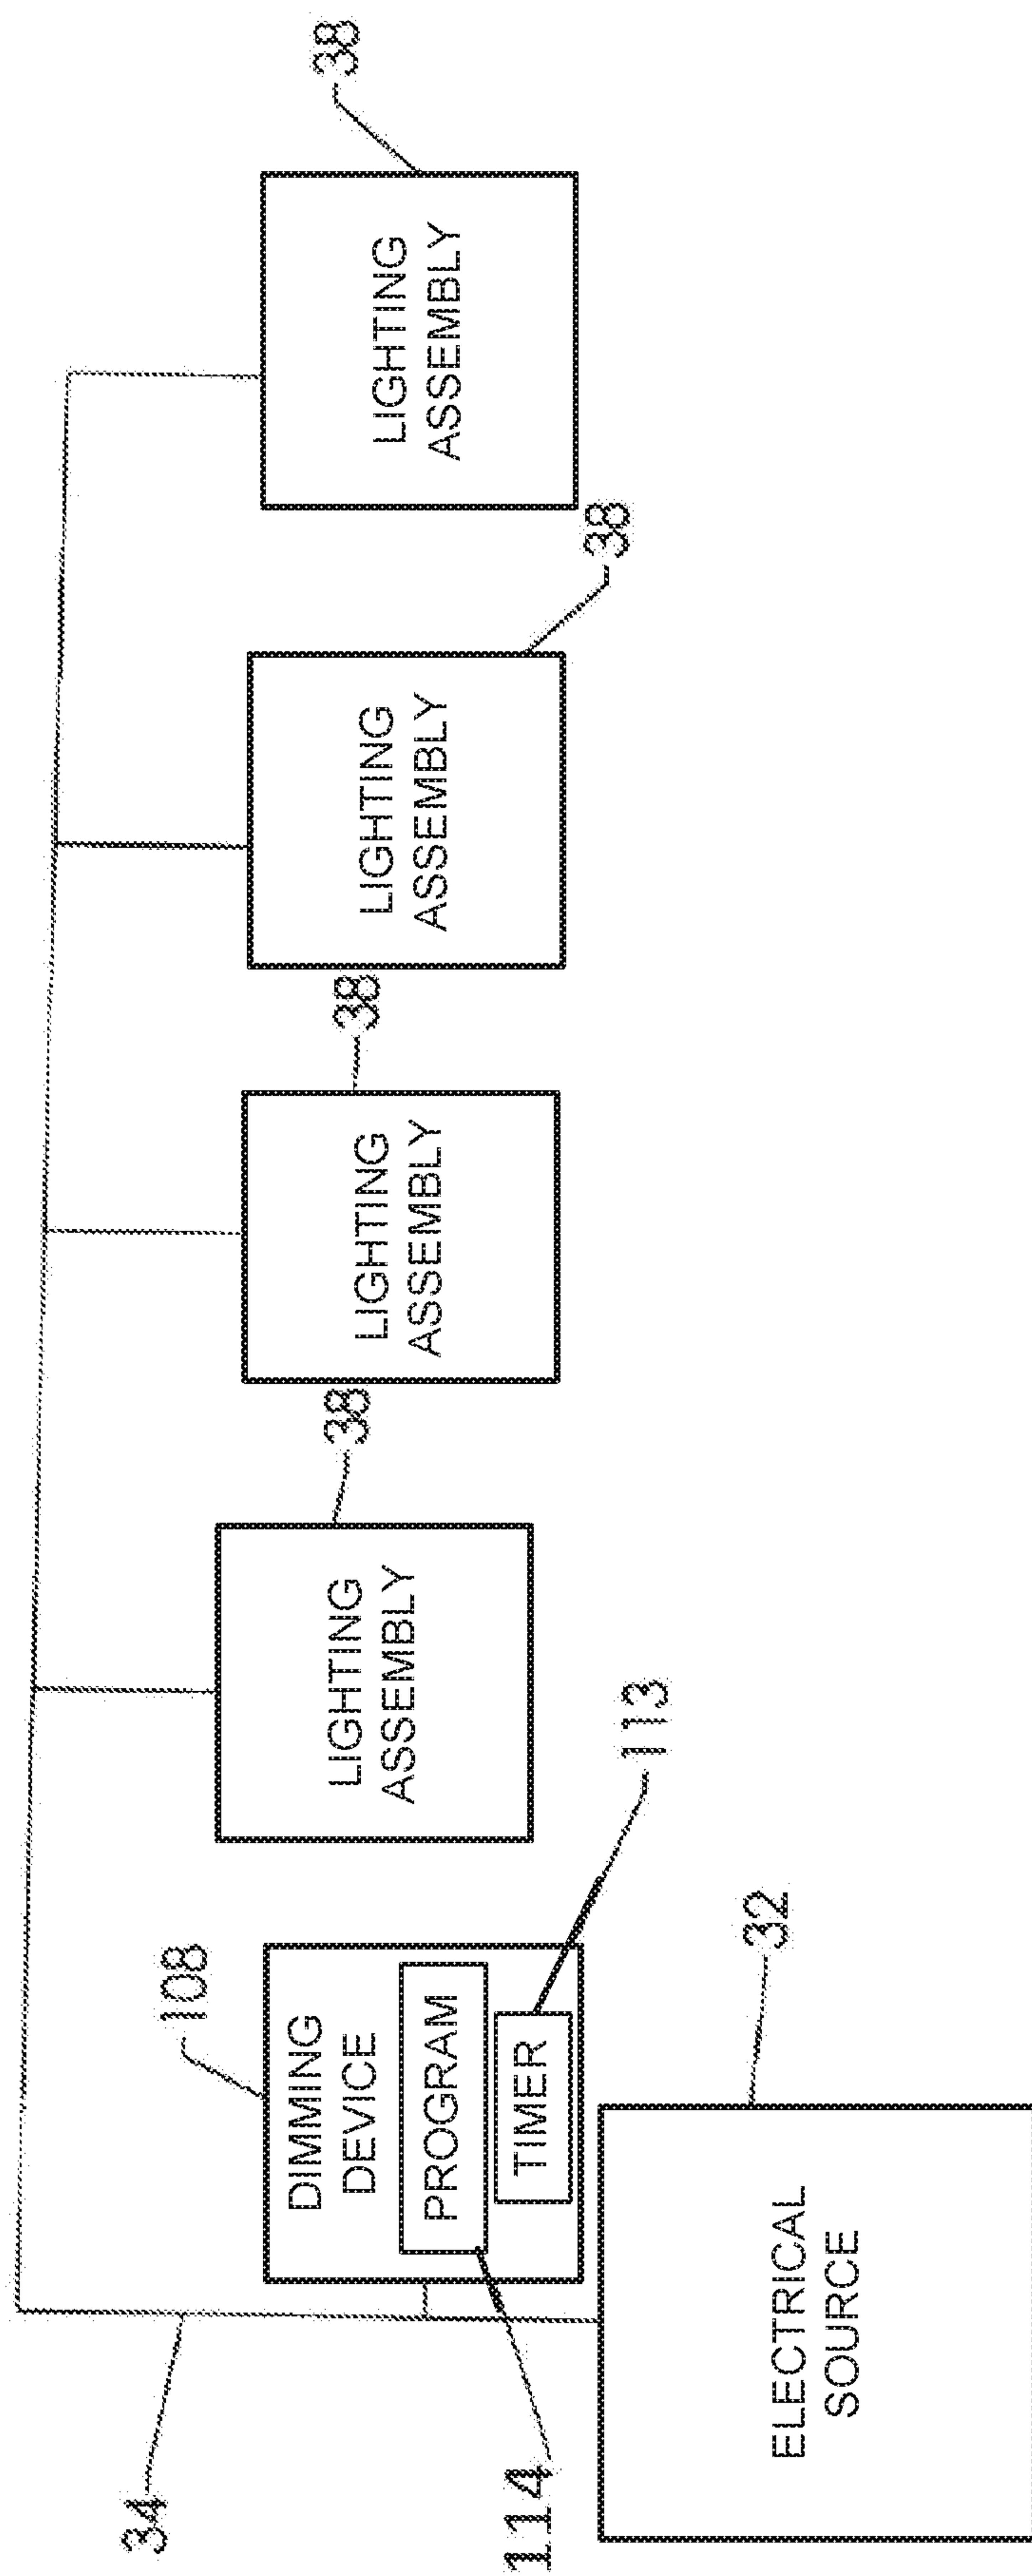 34
108
DIMMING
DEVICE
PROGRAM
TIMER
114
113
ELECTRICAL
SOURCE
32
LIGHTING
ASSEMBLY
38
LIGHTING
ASSEMBLY
38
LIGHTING
ASSEMBLY
38
LIGHTING
ASSEMBLY
38